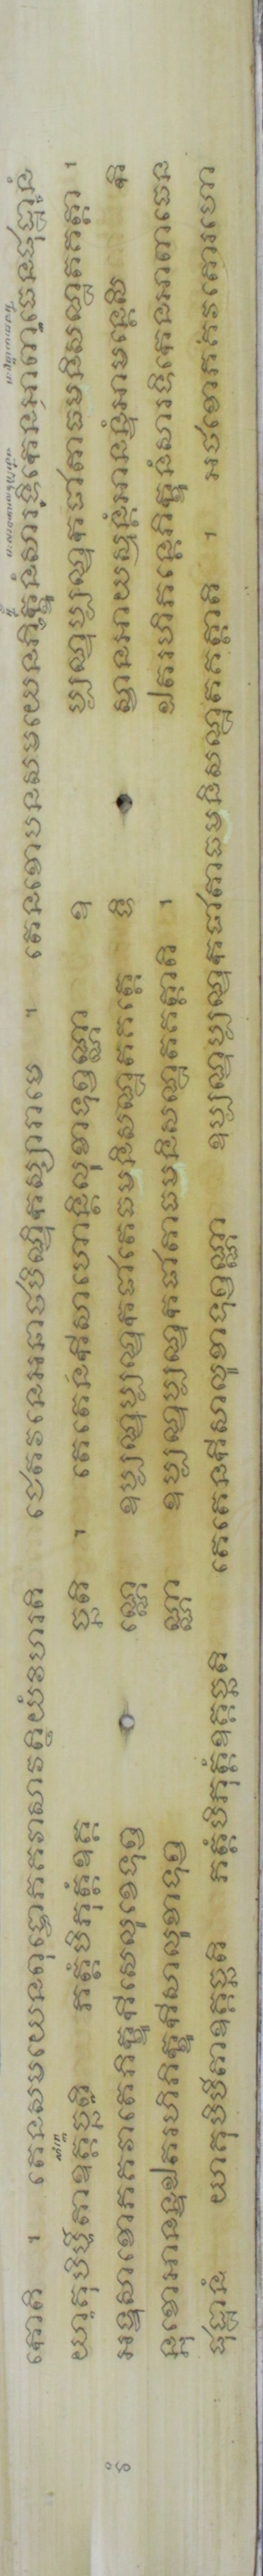 កោតិ ។ តេនសមយេនពុទ្ធោភគវាសាវត្ថិយំវិហរតិ ជេតវនេអនាថបិណ្ឌិកស្សារាមេ ។ តេនខោបនសមយេនភិក្ខូនំសារទិកេនអាពាធេនផុដ្ឋានំ
យាគុបិបីតាឧគ្គច្ឆតិ ភត្តំបិភុត្តំឧគ្គ ច្ឆតិ ។ តេតេនកីសាហោន្តិលុខាទុព្វណ្ណា ឧ ប្បណ្ឌុប្បណ្ឌុកជាតាធមនិសណ្ឋតគត្តា ។
អទ្ទសាខោភគវាតេភិក្ខូកីសេលុខេទុព្វ ណ្ណេ ឧប្បណ្ឌុប្បណ្ឌុកជាតេធមនិសណ្ឋតគត្តេ ទិ ស្វានអាយស្មន្តំអានន្ទំអាមន្តេសិ កិ
ន្នុខោអានន្ទឯតរហិភិក្ខូកីសាលុខាទុព្វ ណ្ណា ឧប្បណ្ឌុប្បណ្ឌុកជាតាធមនិសណ្ឋតគត្តាតិ ។ ឯតរហិភន្តេភិក្ខូនំសារទិកេនអាពាធេន
ផុដ្ឋានំ យាគុបិបីតាឧគ្គច្ឆតិ ភត្តំបិភុត្តំឧគ្គច្ឆតិ តេតេនកីសាលូខាទុព្វណ្ណា ឧប្បណ្ឌុប្បណ្ឌុកជាតាធមនិសណ្ឋតគត្តាតិ ។ អថខោភគវតោរហោ